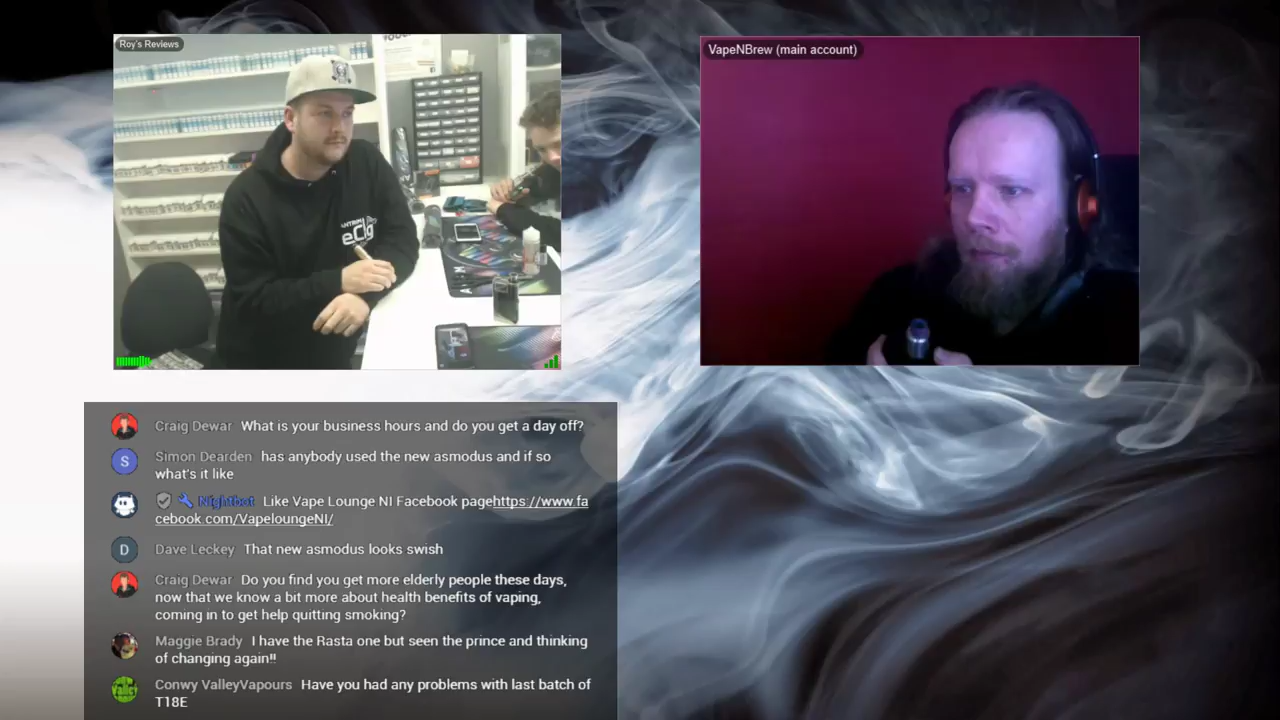 Roy's Reviews
VapeNBrew (main account)
ANTRIM
eCig
Craig Dewar What is your business hours and do you get a day off?
S Simon Dearden has anybody used the new asmodus and if so
what's it like
Nightbot Like Vape Lounge NI Facebook pagehttps://www.fa
cebook.com/VapeloungeNI/
D Dave Leckey That new asmodus looks swish
Craig Dewar Do you find you get more elderly people these days,
now that we know a bit more about health benefits of vaping,
coming in to get help quitting smoking?
Maggie Brady I have the Rasta one but seen the prince and thinking
of changing again!!
Conwy ValleyVapours Have you had any problems with last batch of
T18E